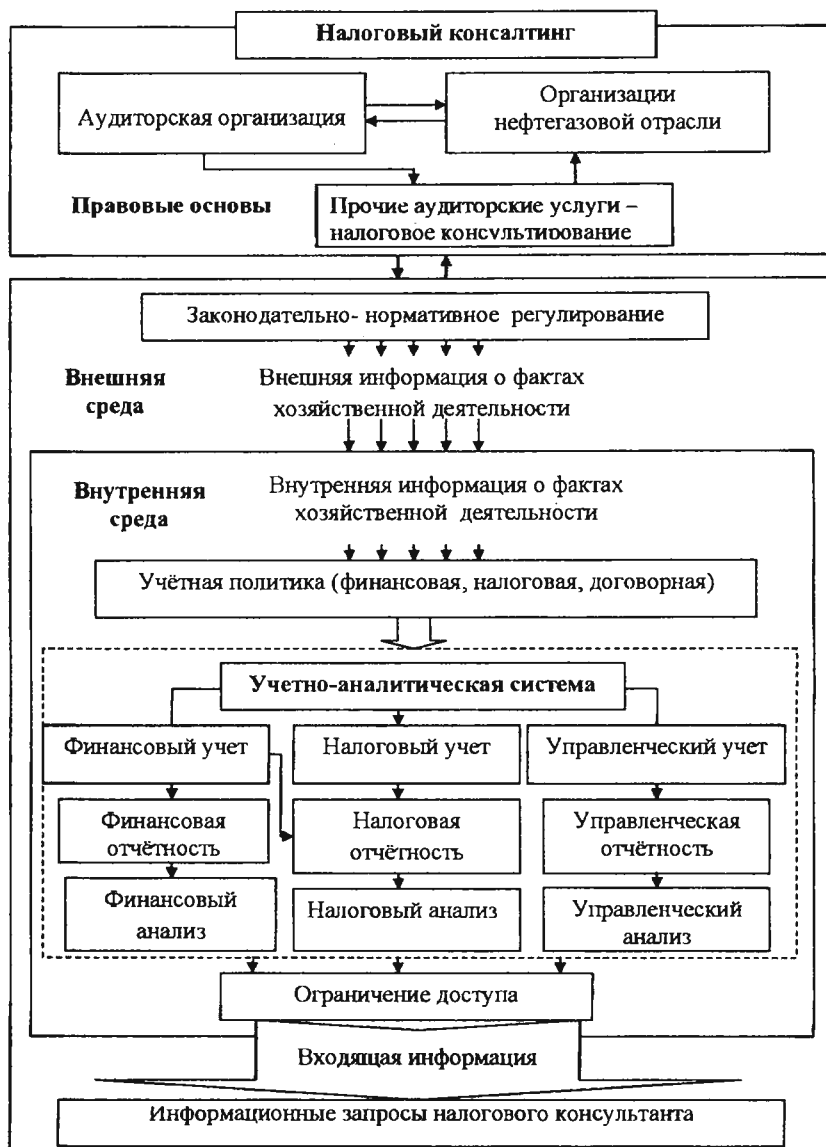 Налоговый консалтинг
Аудиторская организация
Организации
нефтегазовой отрасли
Правовые основы
Прочие аудиторские услуги –
налоговое консультирование
Законодательно- нормативное регулирование
Внешняя
среда
Внешняя информация о фактах
хозяйственной деятельности
Внутренняя
среда
Внутренняя информация о фактах
хозяйственной деятельности
Учётная политика (финансовая, налоговая, договорная)
Учетно-аналитическая система
Финансовый учет
Налоговый учет
Управленческий учет
Финансовая
отчётность
Налоговая
отчётность
Управленческая
отчётность
Финансовый
анализ
Налоговый анализ
Управленческий
анализ
Ограничение доступа
Входящая информация
Информационные запросы налогового консультанта